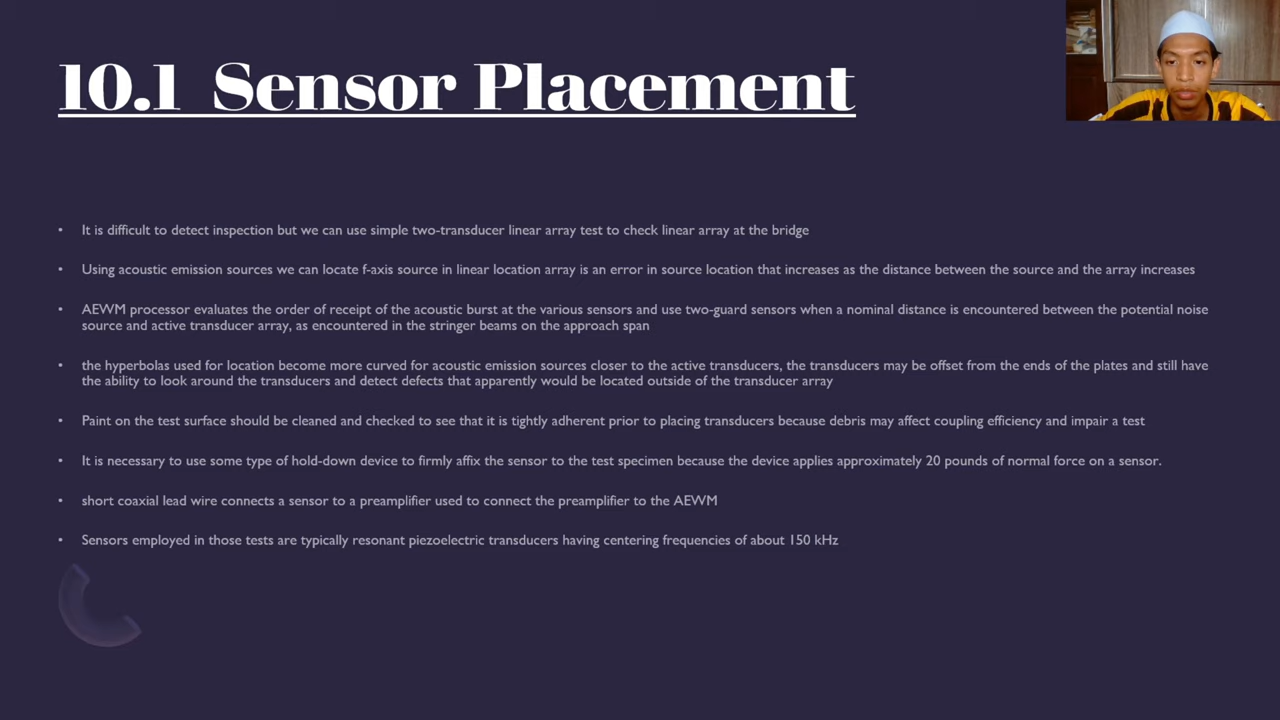 10.1 Sensor Placement
• It is difficult to detect inspection but we can use simple two-transducer linear array test to check linear array at the bridge
• Using acoustic emission sources we can locate f-axis source in linear location array is an error in source location that increases as the distance between the source and the array increases
• AEWM processor evaluates the order of receipt of the acoustic burst at the various sensors and use two-guard sensors when a nominal distance is encountered between the potential noise
source and active transducer array, as encountered in the stringer beams on the approach span
• the hyperbolas used for location become more curved for acoustic emission sources closer to the active transducers, the transducers may be offset from the ends of the plates and still have
the ability to look around the transducers and detect defects that apparently would be located outside of the transducer array
• Paint on the test surface should be cleaned and checked to see that it is tightly adherent prior to placing transducers because debris may affect coupling efficiency and impair a test
• It is necessary to use some type of hold-down device to firmly affix the sensor to the test specimen because the device applies approximately 20 pounds of normal force on a sensor.
• short coaxial lead wire connects a sensor to a preamplifier used to connect the preamplifier to the AEWM
• Sensors employed in those tests are typically resonant piezoelectric transducers having centering frequencies of about 150 kHz